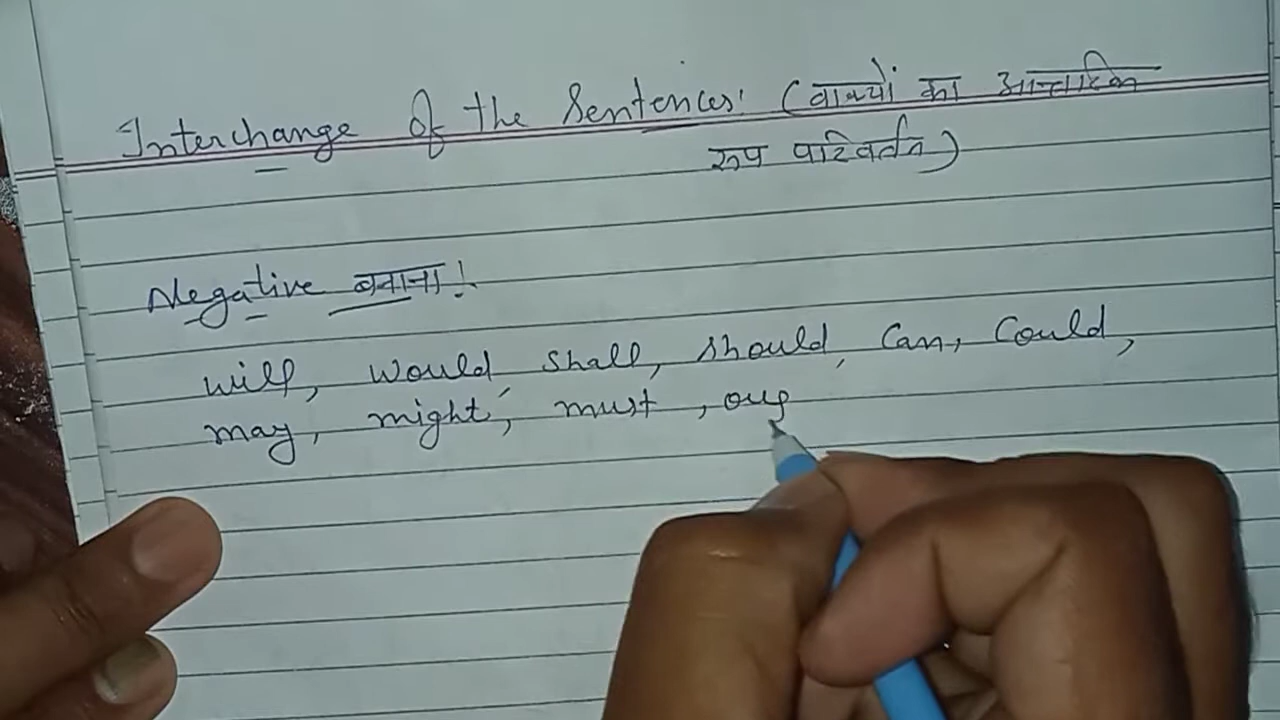 Interchange Of the Sentences: (वाक्यों का आन्तरिक
रूप परिवर्तन)
Negative बनाना!
will, would, shall, should, Can, Could,
may, might, must, oug